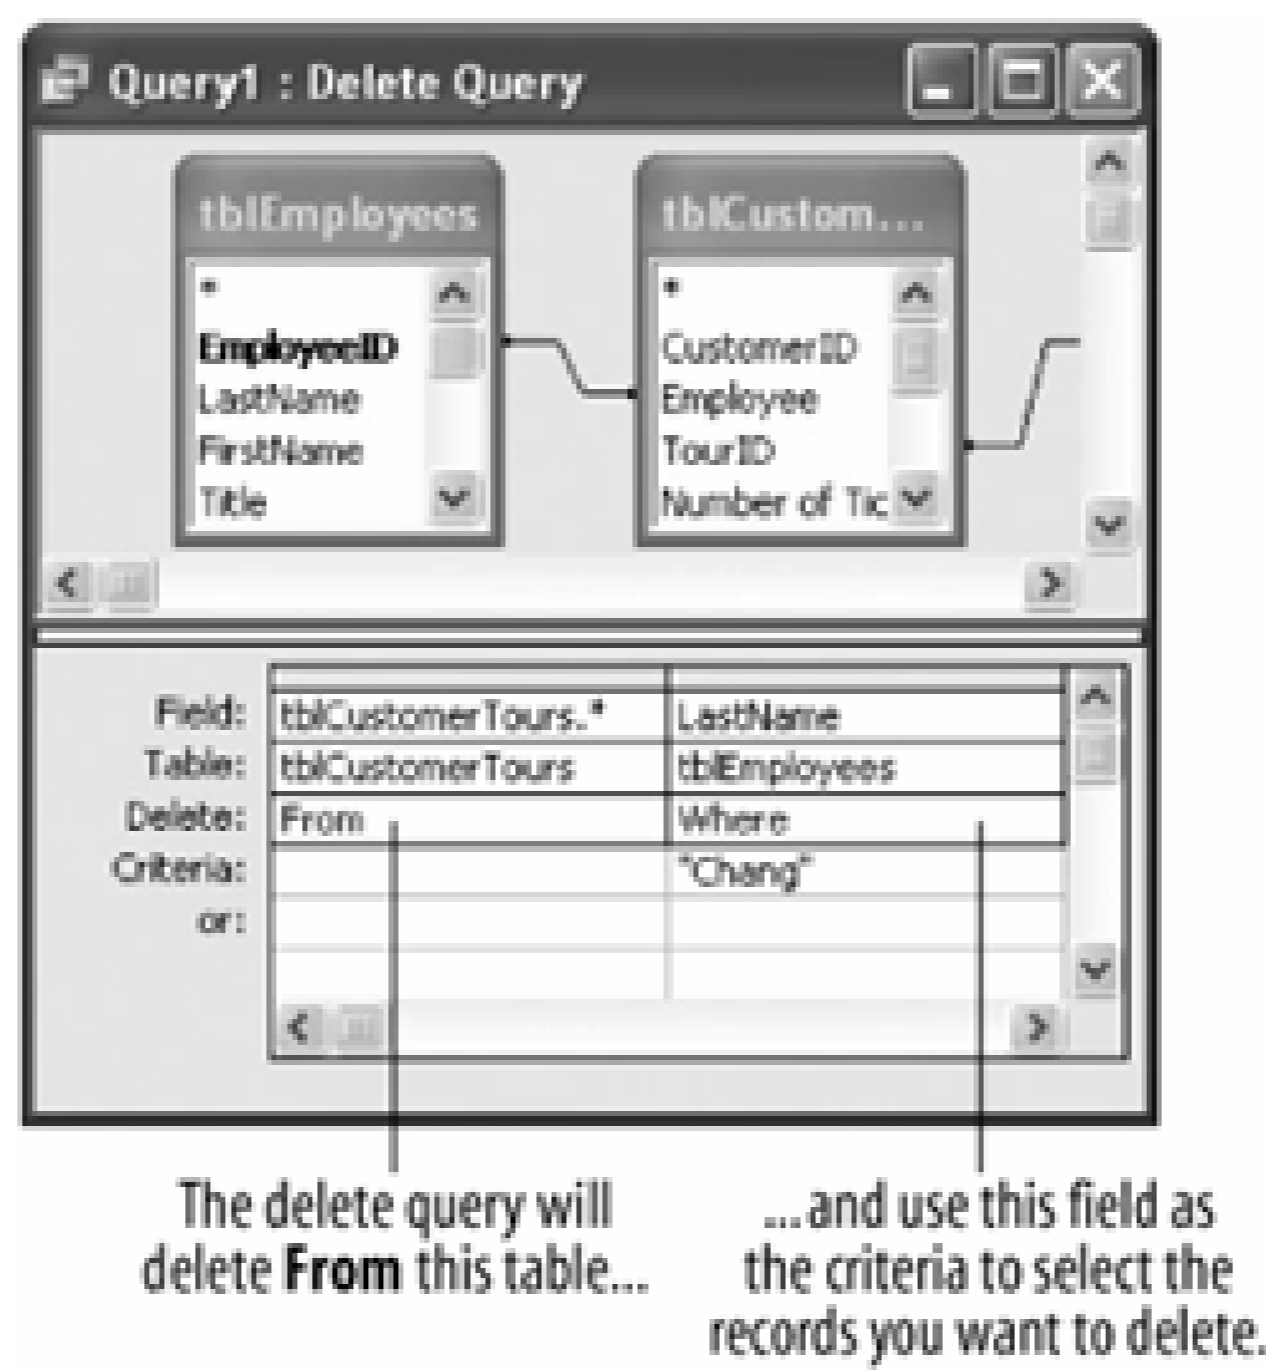 Query1 : Delete Query
tblEmployees
*
EmployeeID
LastName
FirstName
Title
tblCustom...
*
CustomerID
Employee
TourID
Number of Tic
Field: tblCustomerTours.* LastName
Table: tblCustomerTours tblEmployees
Delete: From Where
Criteria: "Chang"
or:
The delete query will
delete From this table...
...and use this field as
the criteria to select the
records you want to delete.